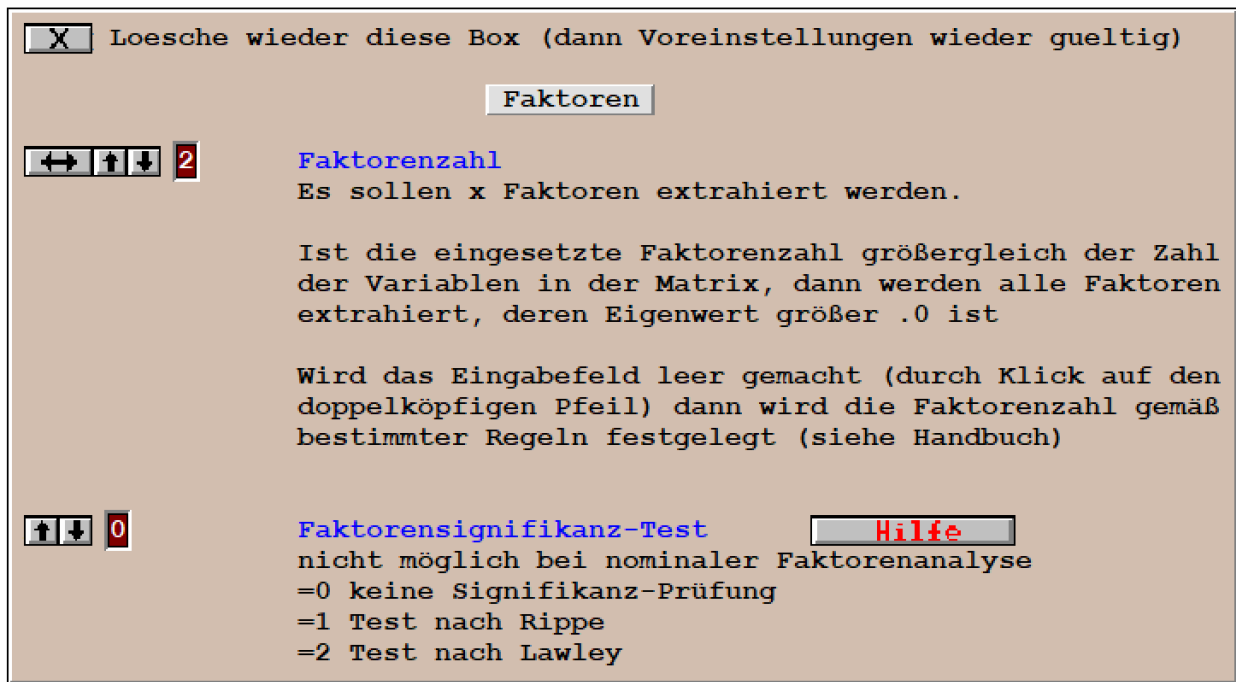 X Loesche wieder diese Box (dann Voreinstellungen wieder gueltig)
Faktoren
2 Faktorenzahl
Es sollen x Faktoren extrahiert werden.
Ist die eingesetzte Faktorenzahl größergleich der Zahl
der Variablen in der Matrix, dann werden alle Faktoren
extrahiert, deren Eigenwert größer .0 ist
Wird das Eingabefeld leer gemacht (durch Klick auf den
doppelköpfigen Pfeil) dann wird die Faktorenzahl gemäß
bestimmter Regeln festgelegt (siehe Handbuch)
0 Faktorensignifikanz-Test Hilfe
nicht möglich bei nominaler Faktorenanalyse
=0 keine Signifikanz-Prüfung
=1 Test nach Rippe
=2 Test nach Lawley